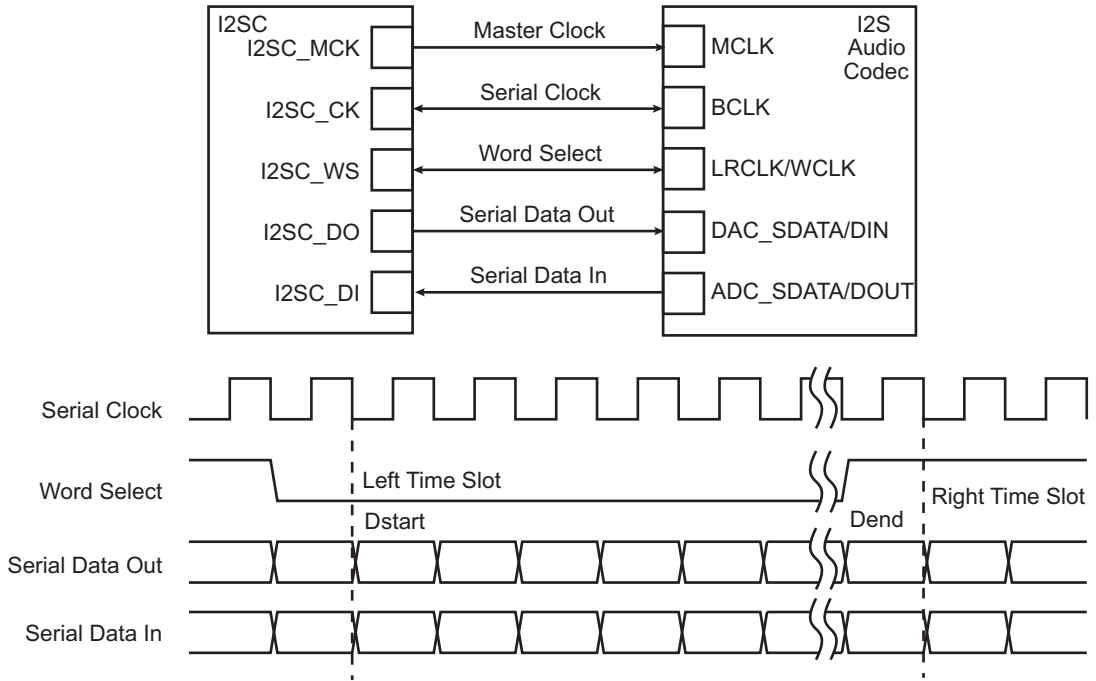 I2SC
I2SC_MCK
Master Clock
MCLK
I2S
Audio
Codec
I2SC_CK
Serial Clock
BCLK
I2SC_WS
Word Select
LRCLK/WCLK
I2SC_DO
Serial Data Out
DAC_SDATA/DIN
I2SC_DI
Serial Data In
ADC_SDATA/DOUT
Serial Clock
Word Select
Left Time Slot
Right Time Slot
Dstart
Dend
Serial Data Out
Serial Data In